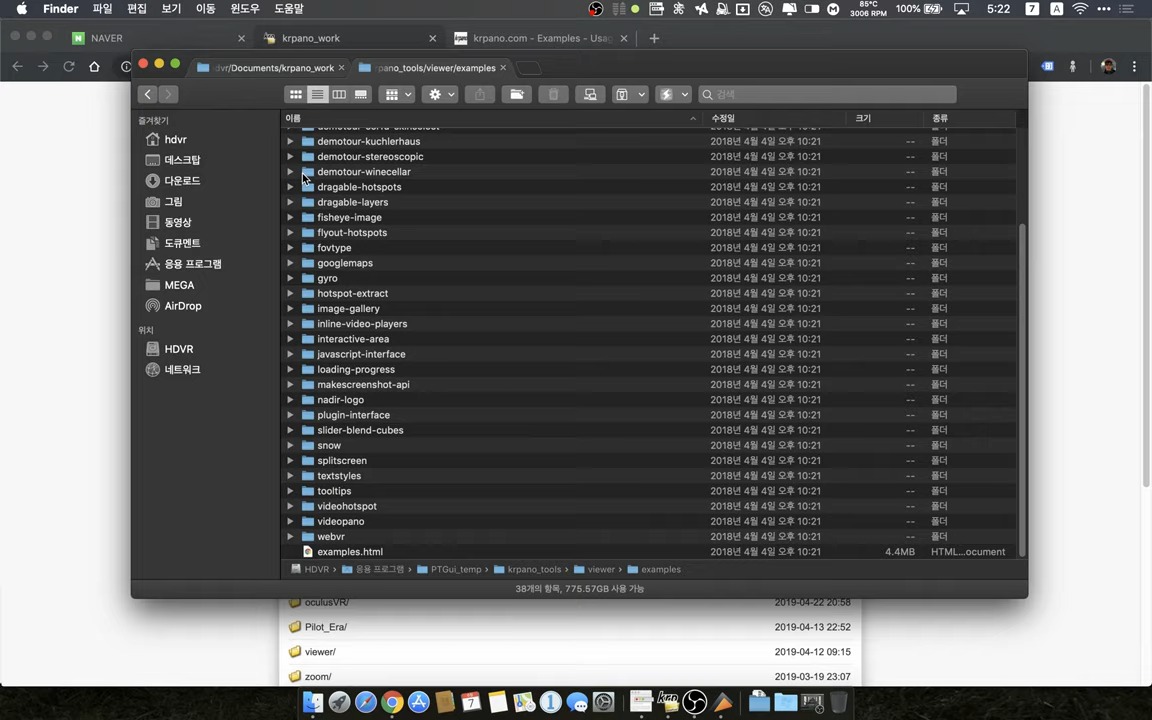 Finder 파일 편집 보기 이동 윈도우 도움말 85°C 3006 RPM 100% 5:22 7 A
NAVER krpano_work krpano.com - Examples - Usag
dvr/Documents/krpano_work rpano_tools/viewer/examples
검색
즐겨찾기
hdvr
데스크탑
다운로드
그림
동영상
도큐멘트
응용 프로그램
MEGA
AirDrop
위치
HDVR
네트워크
이름 수정일 크기 종류
2018년 4월 4일 오후 10:21 -- 폴더
demotour-kuchlerhaus 2018년 4월 4일 오후 10:21 -- 폴더
demotour-stereoscopic 2018년 4월 4일 오후 10:21 -- 폴더
demotour-winecellar 2018년 4월 4일 오후 10:21 -- 폴더
dragable-hotspots 2018년 4월 4일 오후 10:21 -- 폴더
dragable-layers 2018년 4월 4일 오후 10:21 -- 폴더
fisheye-image 2018년 4월 4일 오후 10:21 -- 폴더
flyout-hotspots 2018년 4월 4일 오후 10:21 -- 폴더
fovtype 2018년 4월 4일 오후 10:21 -- 폴더
googlemaps 2018년 4월 4일 오후 10:21 -- 폴더
gyro 2018년 4월 4일 오후 10:21 -- 폴더
hotspot-extract 2018년 4월 4일 오후 10:21 -- 폴더
image-gallery 2018년 4월 4일 오후 10:21 -- 폴더
inline-video-players 2018년 4월 4일 오후 10:21 -- 폴더
interactive-area 2018년 4월 4일 오후 10:21 -- 폴더
javascript-interface 2018년 4월 4일 오후 10:21 -- 폴더
loading-progress 2018년 4월 4일 오후 10:21 -- 폴더
makescreenshot-api 2018년 4월 4일 오후 10:21 -- 폴더
nadir-logo 2018년 4월 4일 오후 10:21 -- 폴더
plugin-interface 2018년 4월 4일 오후 10:21 -- 폴더
slider-blend-cubes 2018년 4월 4일 오후 10:21 -- 폴더
snow 2018년 4월 4일 오후 10:21 -- 폴더
splitscreen 2018년 4월 4일 오후 10:21 -- 폴더
textstyles 2018년 4월 4일 오후 10:21 -- 폴더
tooltips 2018년 4월 4일 오후 10:21 -- 폴더
videohotspot 2018년 4월 4일 오후 10:21 -- 폴더
videopano 2018년 4월 4일 오후 10:21 -- 폴더
webvr 2018년 4월 4일 오후 10:21 -- 폴더
examples.html 2018년 4월 4일 오후 10:21 4.4MB HTML...ocument
HDVR › 응용 프로그램 › PTGui_temp › krpano_tools › viewer › examples
38개의 항목, 775.57GB 사용 가능
oculusVR/ 2019-04-22 20:58
Pilot_Era/ 2019-04-13 22:52
viewer/ 2019-04-12 09:15
zoom/ 2019-03-19 23:07